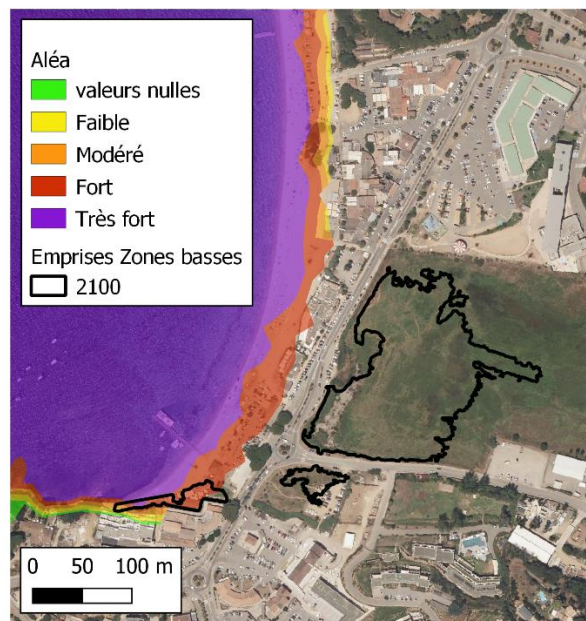 Aléa
valeurs nulles
Faible
Modéré
Fort
Très fort
Emprises Zones basses
2100
0 50 100 m